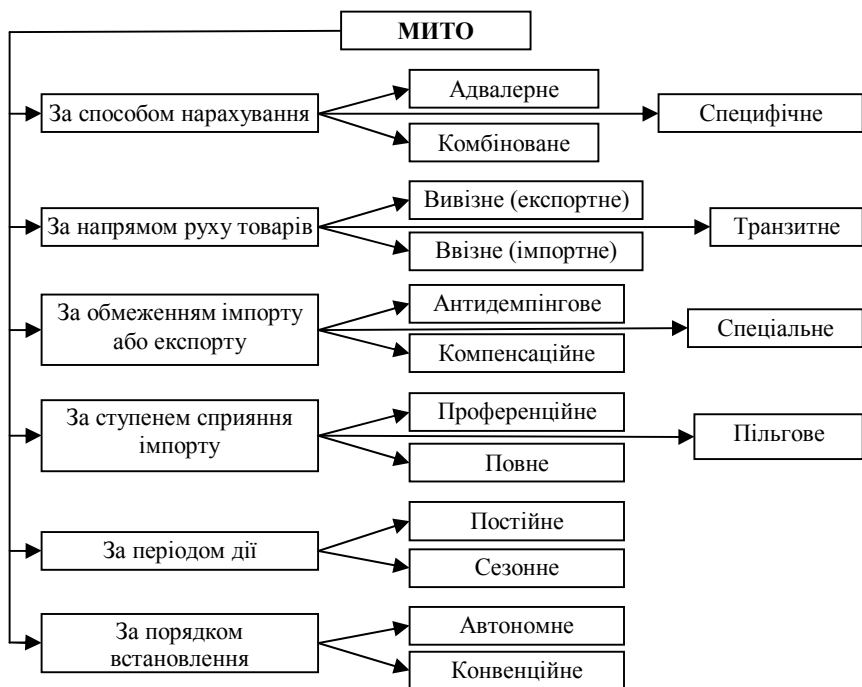 МИТО
За способом нарахування
Адвалерне
Специфічне
Комбіноване
За напрямом руху товарів
Вивізне (експортне)
Транзитне
Ввізне (імпортне)
За обмеженням імпорту
або експорту
Антидемпінгове
Спеціальне
Компенсаційне
За ступенем сприяння
імпорту
Проференційне
Пільгове
Повне
За періодом дії
Постійне
Сезонне
За порядком
встановлення
Автономне
Конвенційне